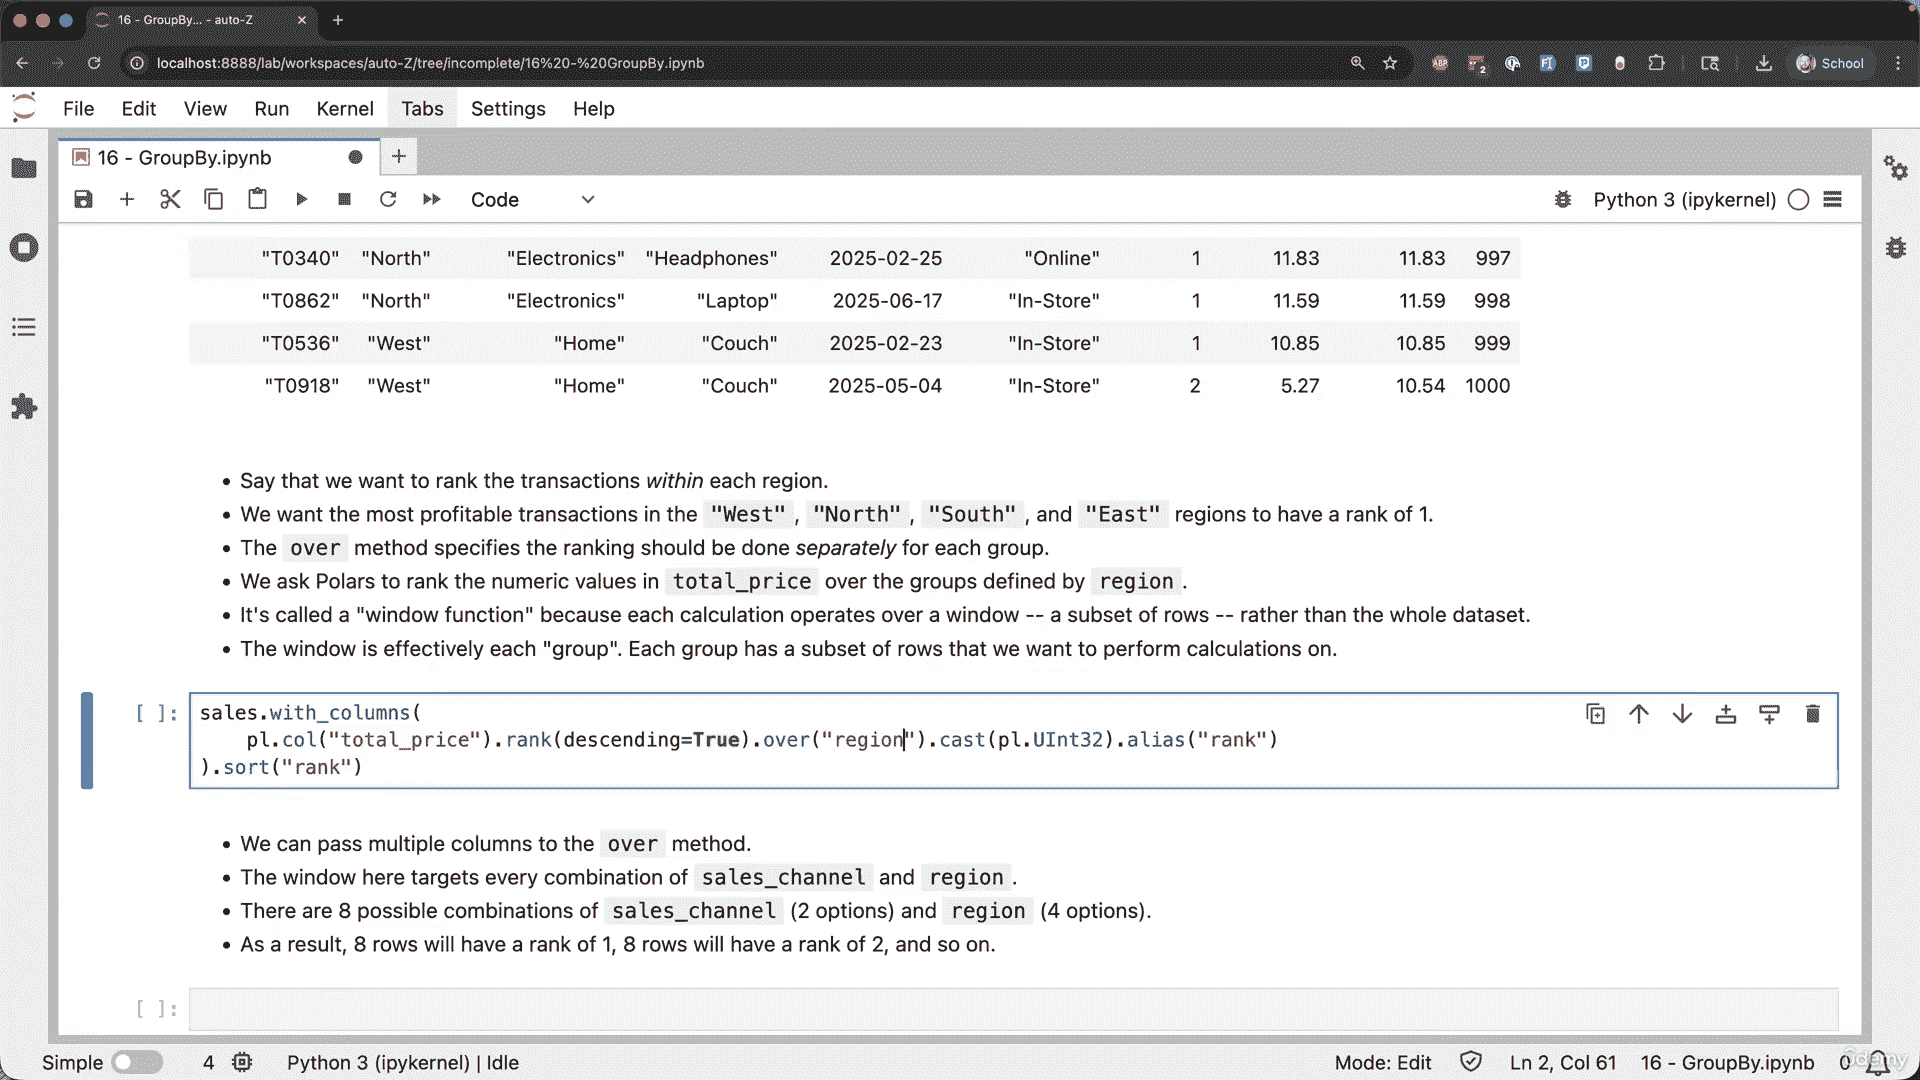 16 - GroupBy... - auto-Z
localhost:8888/lab/workspaces/auto-Z/tree/incomplete/16%20-%20GroupBy.ipynb
ABP 2 School
File Edit View Run Kernel Tabs Settings Help
16 - GroupBy.ipynb
Code Python 3 (ipykernel)
"T0340" "North" "Electronics" "Headphones" 2025-02-25 "Online" 1 11.83 11.83 997
"T0862" "North" "Electronics" "Laptop" 2025-06-17 "In-Store" 1 11.59 11.59 998
"T0536" "West" "Home" "Couch" 2025-02-23 "In-Store" 1 10.85 10.85 999
"T0918" "West" "Home" "Couch" 2025-05-04 "In-Store" 2 5.27 10.54 1000
• Say that we want to rank the transactions within each region.
• We want the most profitable transactions in the "West" , "North" , "South" , and "East" regions to have a rank of 1.
• The over method specifies the ranking should be done separately for each group.
• We ask Polars to rank the numeric values in total_price over the groups defined by region .
• It's called a "window function" because each calculation operates over a window -- a subset of rows -- rather than the whole dataset.
• The window is effectively each "group". Each group has a subset of rows that we want to perform calculations on.
[ ]: sales.with_columns(
pl.col("total_price").rank(descending=True).over("region").cast(pl.UInt32).alias("rank")
).sort("rank")
• We can pass multiple columns to the over method.
• The window here targets every combination of sales_channel and region .
• There are 8 possible combinations of sales_channel (2 options) and region (4 options).
• As a result, 8 rows will have a rank of 1, 8 rows will have a rank of 2, and so on.
[ ]:
Simple 4 Python 3 (ipykernel) | Idle Mode: Edit Ln 2, Col 61 16 - GroupBy.ipynb 0
udemy